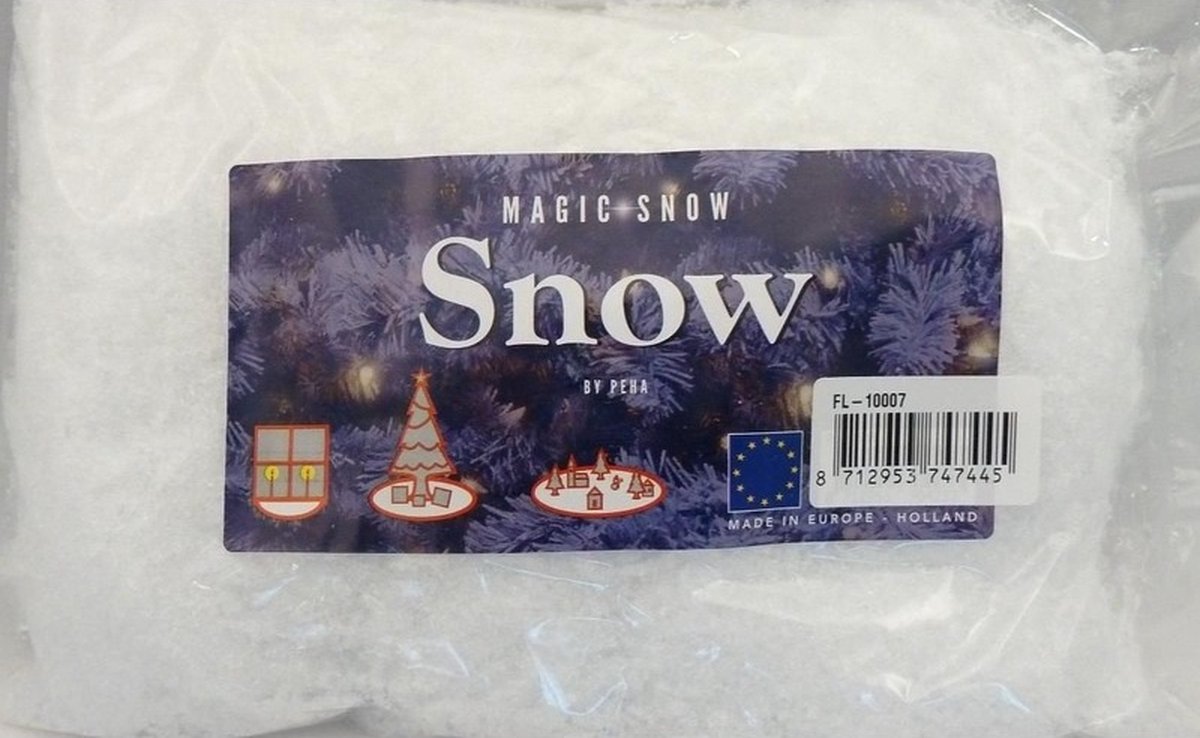 MAGIC SNOW
Snow
BY PEHA
FL-10007
8 712953 747445
MADE IN EUROPE - HOLLAND